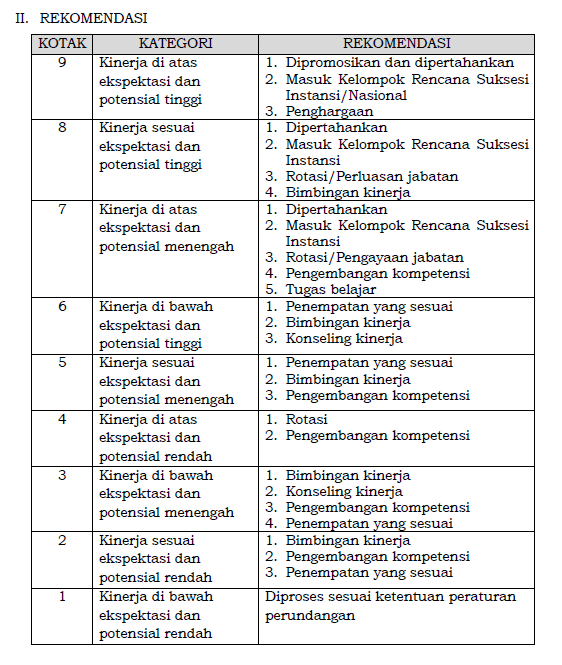 II. REKOMENDASI
KOTAK KATEGORI REKOMENDASI
9 Kinerja di atas
ekspektasi dan
potensial tinggi
1. Dipromosikan dan dipertahankan
2. Masuk Kelompok Rencana Suksesi
Instansi/Nasional
3. Penghargaan
8 Kinerja sesuai
ekspektasi dan
potensial tinggi
1. Dipertahankan
2. Masuk Kelompok Rencana Suksesi
Instansi
3. Rotasi/Perluasan jabatan
4. Bimbingan kinerja
7 Kinerja di atas
ekspektasi dan
potensial menengah
1. Dipertahankan
2. Masuk Kelompok Rencana Suksesi
Instansi
3. Rotasi/Pengayaan jabatan
4. Pengembangan kompetensi
5. Tugas belajar
6 Kinerja di bawah
ekspektasi dan
potensial tinggi
1. Penempatan yang sesuai
2. Bimbingan kinerja
3. Konseling kinerja
5 Kinerja sesuai
ekspektasi dan
potensial menengah
1. Penempatan yang sesuai
2. Bimbingan kinerja
3. Pengembangan kompetensi
4 Kinerja di atas
ekspektasi dan
potensial rendah
1. Rotasi
2. Pengembangan kompetensi
3 Kinerja di bawah
ekspektasi dan
potensial menengah
1. Bimbingan kinerja
2. Konseling kinerja
3. Pengembangan kompetensi
4. Penempatan yang sesuai
2 Kinerja sesuai
ekspektasi dan
potensial rendah
1. Bimbingan kinerja
2. Pengembangan kompetensi
3. Penempatan yang sesuai
1 Kinerja di bawah
ekspektasi dan
potensial rendah
Diproses sesuai ketentuan peraturan
perundangan